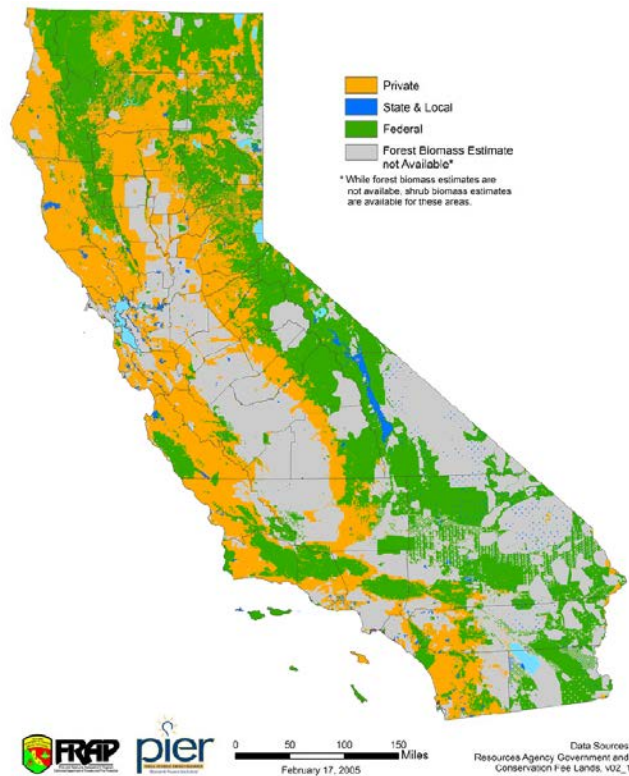 Private
State & Local
Federal
Forest Biomass Estimate
not Available*
* While forest biomass estimates are
not availabe, shrub biomass estimates
are available for these areas.
FRAP
pier
0 50 100 150
Miles
February 17, 2005
Data Sources
Resources Agency Government and
Conservation Fee Lands, v02_1